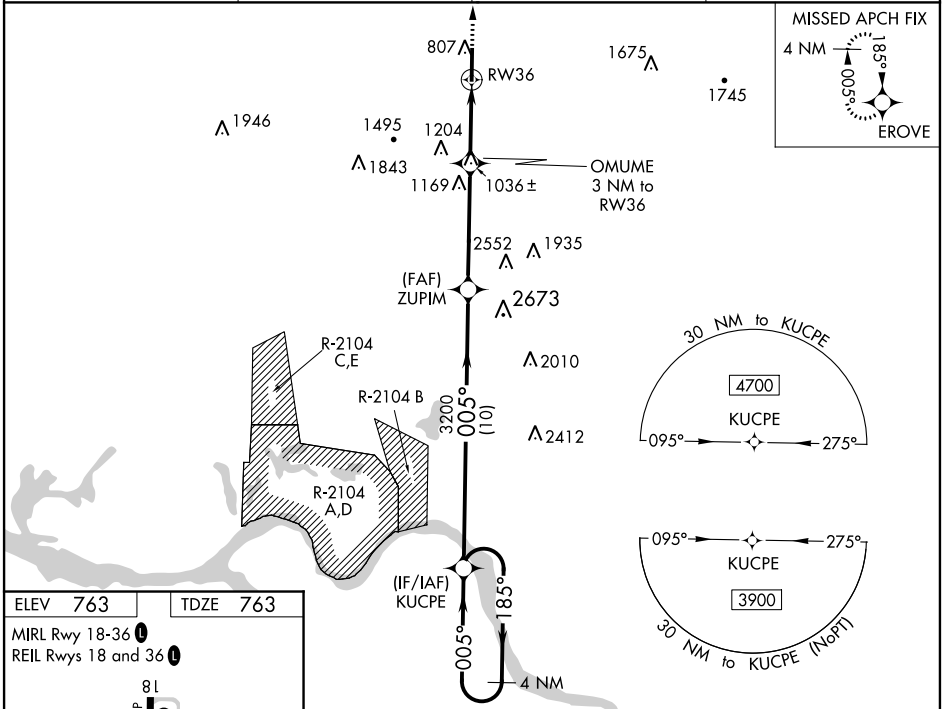 MISSED APCH FIX
4 NM
185°
005°
EROVE
807
1675
RW36
1745
1946
1495
1204
1843
1169
1036±
OMUME
3 NM to
RW36
2552
1935
(FAF)
ZUPIM
2673
R-2104
C,E
2010
R-2104 B
3200
005°
(10)
2412
R-2104
A,D
30 NM to KUCPE
4700
KUCPE
095°
275°
095°
275°
KUCPE
3900
30 NM to KUCPE (NoPT)
(IF/IAF)
KUCPE
185°
005°
4 NM
ELEV 763
TDZE 763
MIRL Rwy 18-36 L
REIL Rwys 18 and 36 L
18
P